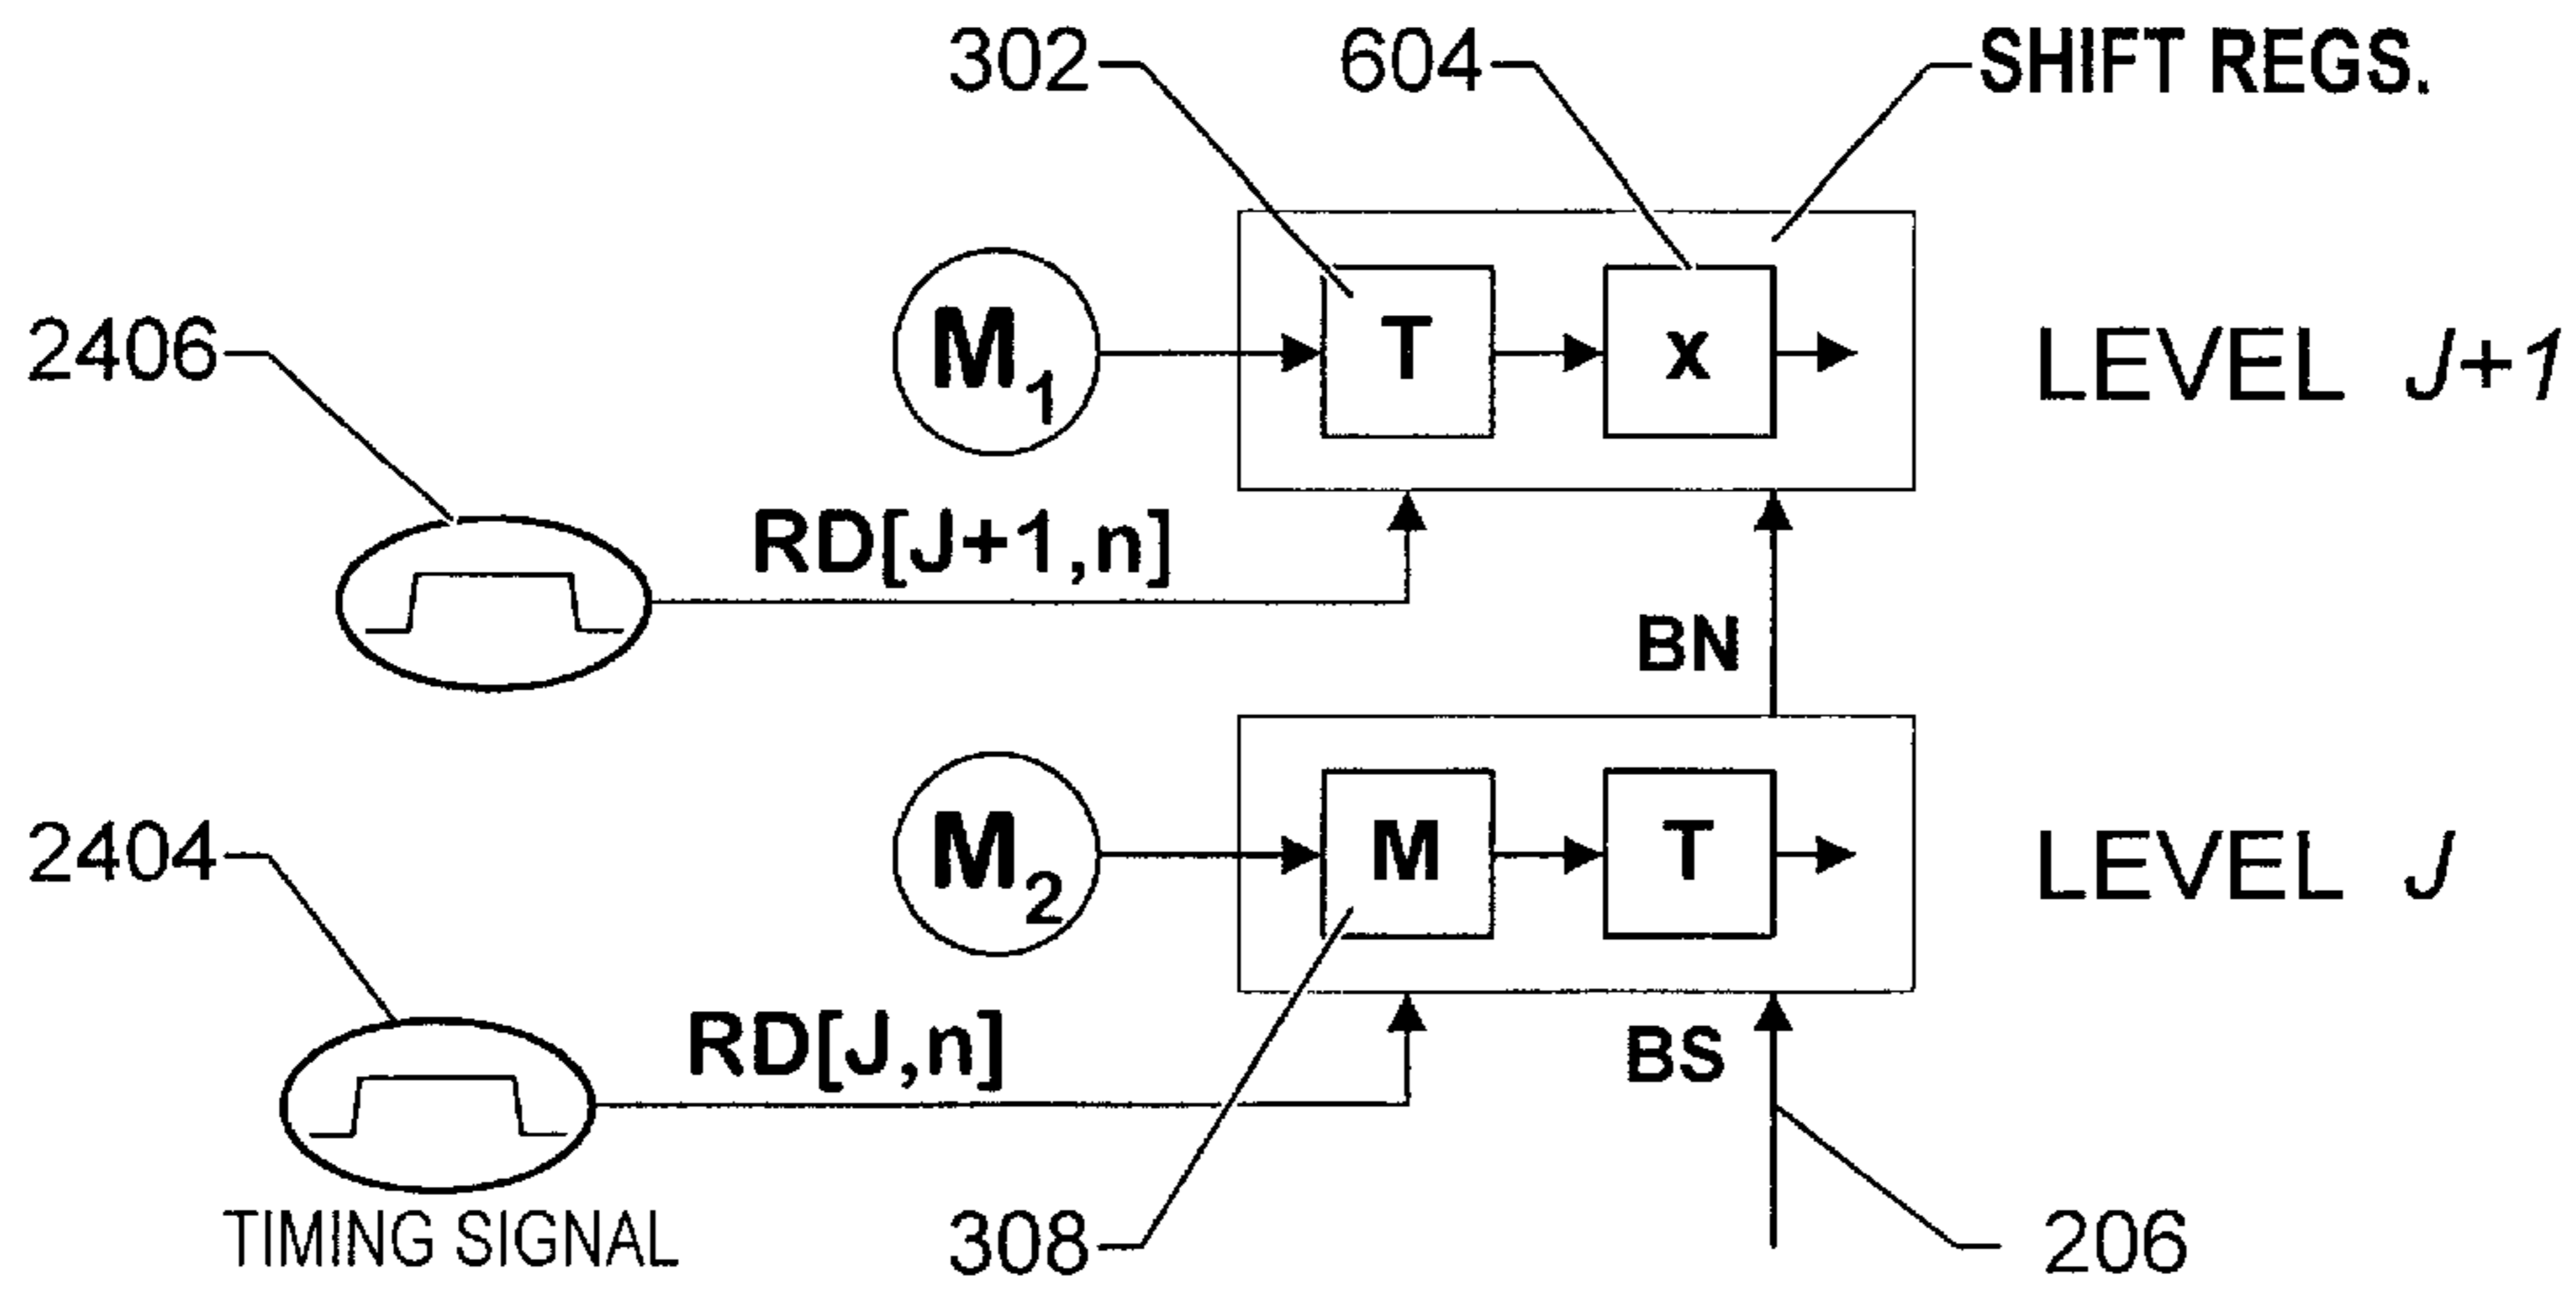 302 604 SHIFT REGS.
2406 M1 T x LEVEL J+1
RD[J+1,n]
BN
2404 M2 M T LEVEL J
RD[J,n] BS
TIMING SIGNAL 308 206